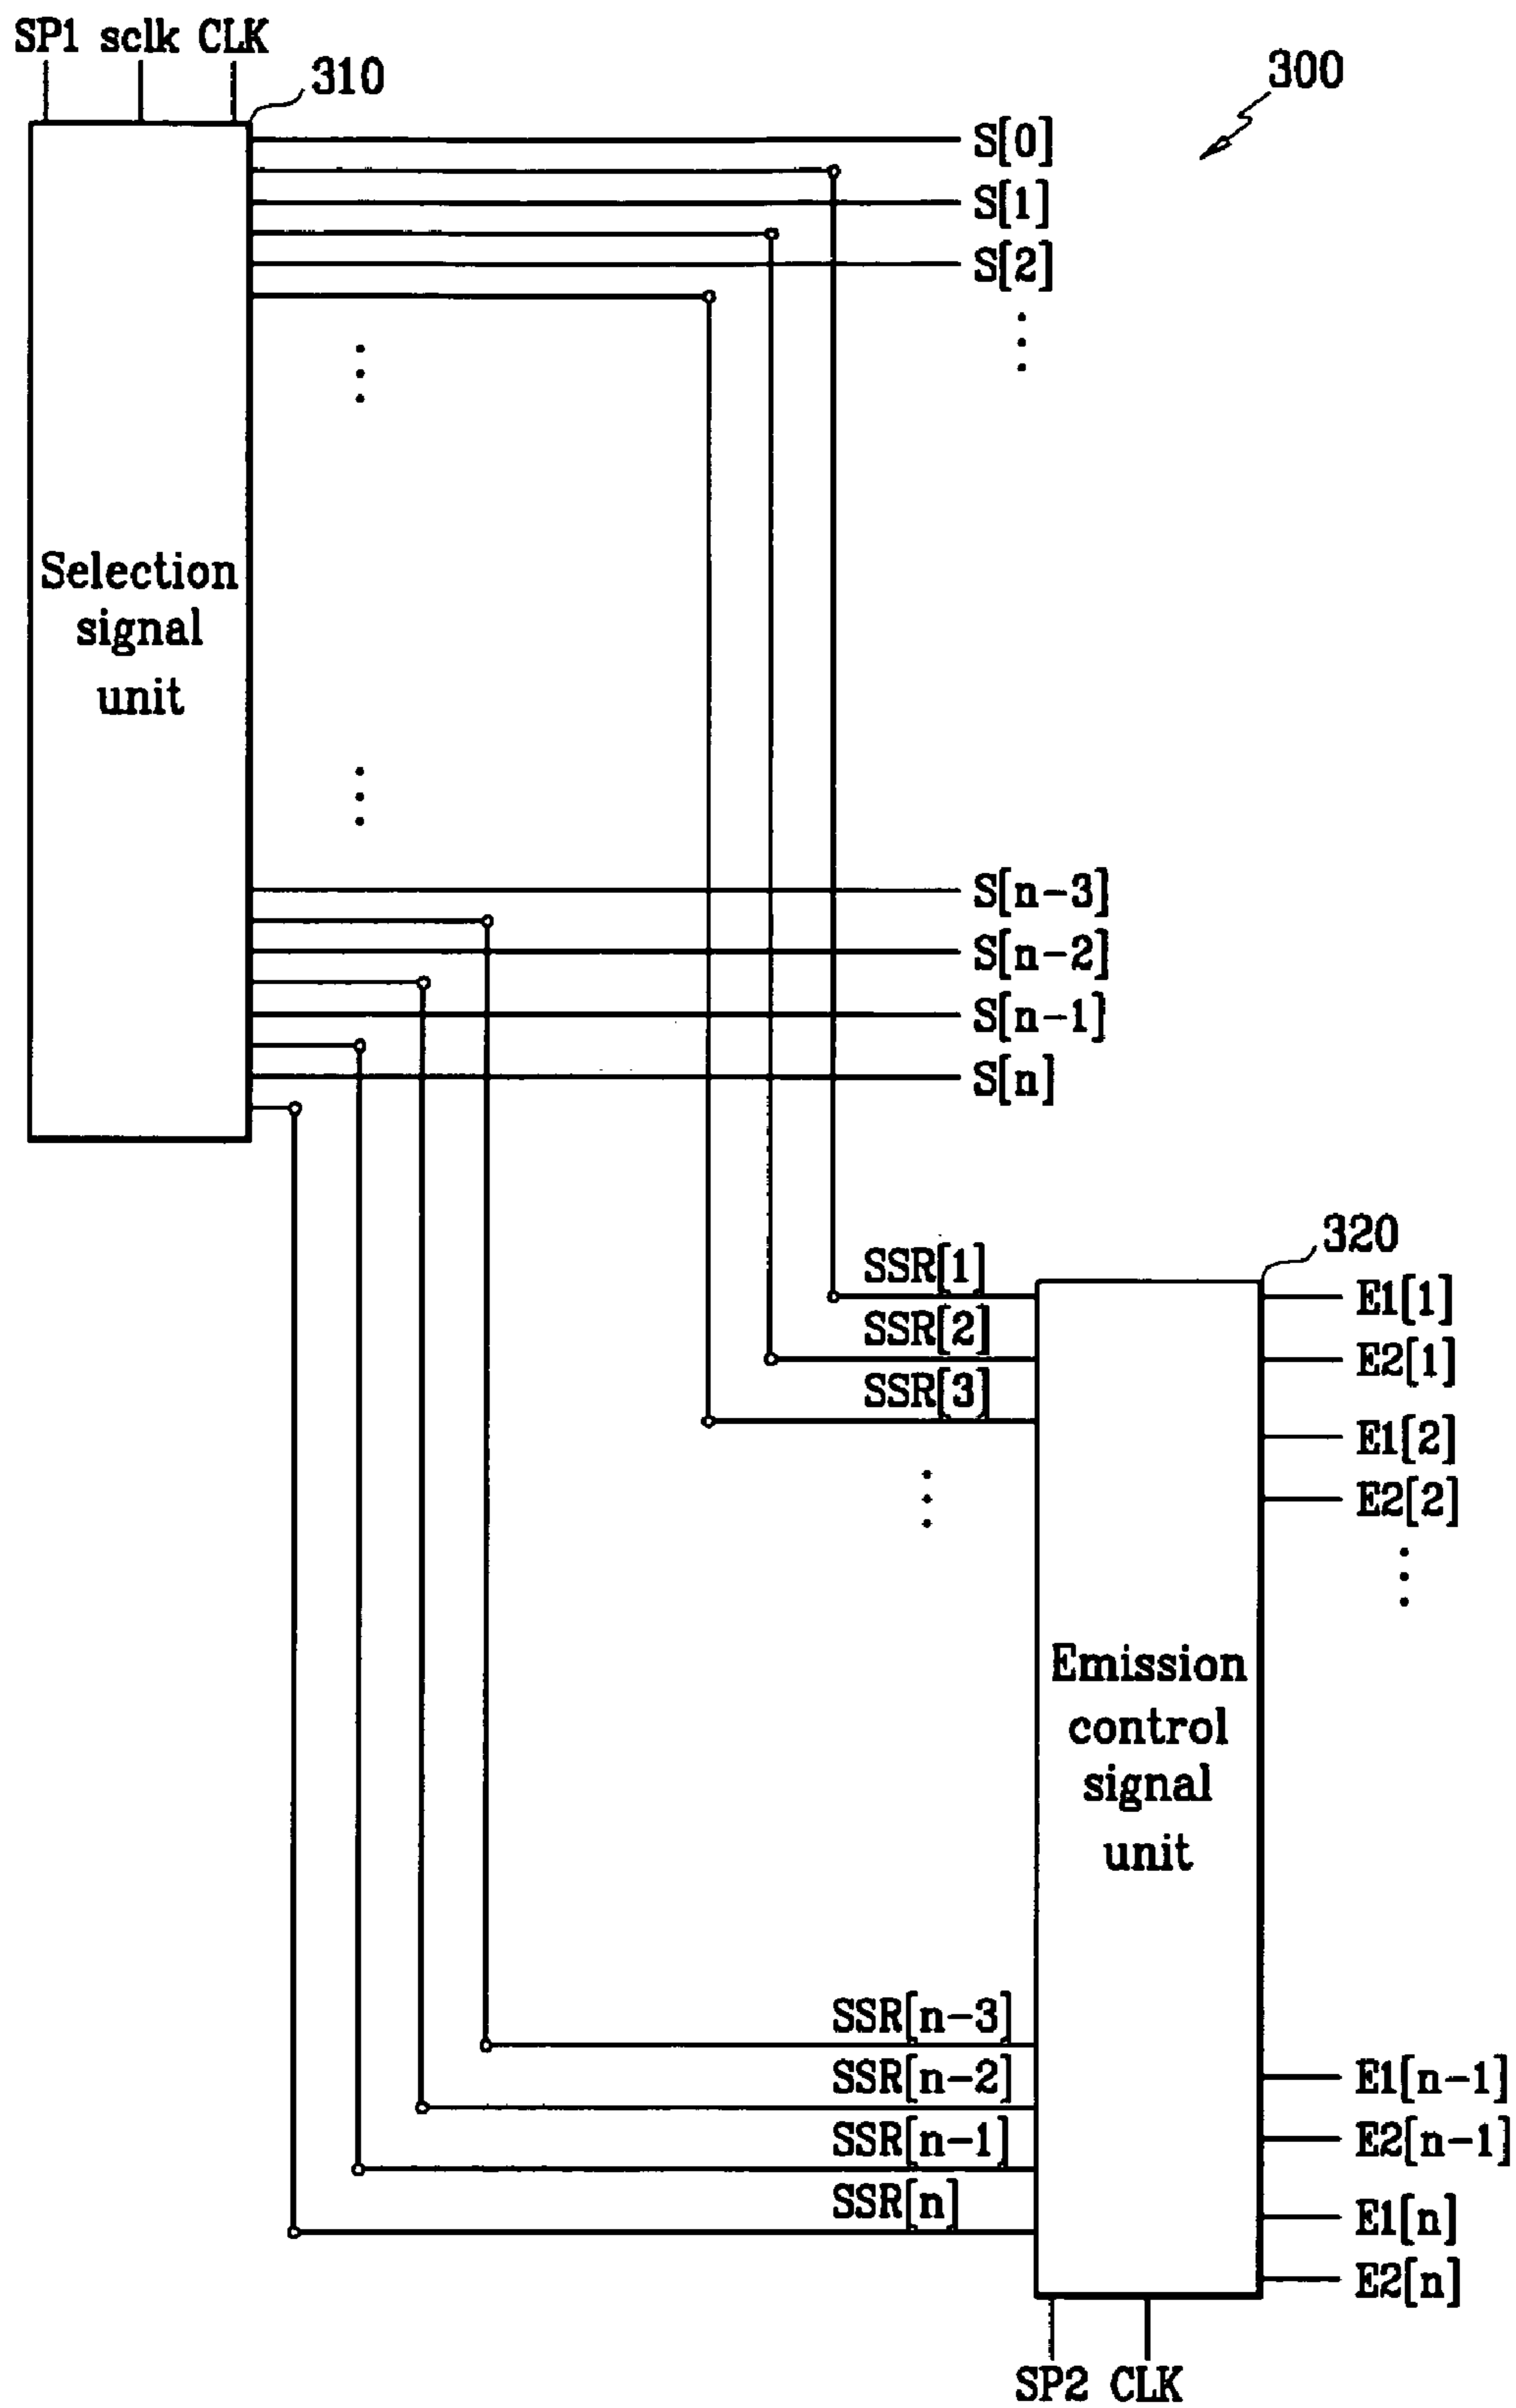 SP1 sclk CLK
310
300
S[0]
S[1]
S[2]
Selection
signal
unit
S[n-3]
S[n-2]
S[n-1]
S[n]
320
SSR[1]
E1[1]
SSR[2]
E2[1]
SSR[3]
E1[2]
E2[2]
Emission
control
signal
unit
SSR[n-3]
SSR[n-2]
E1[n-1]
SSR[n-1]
E2[n-1]
SSR[n]
E1[n]
E2[n]
SP2 CLK